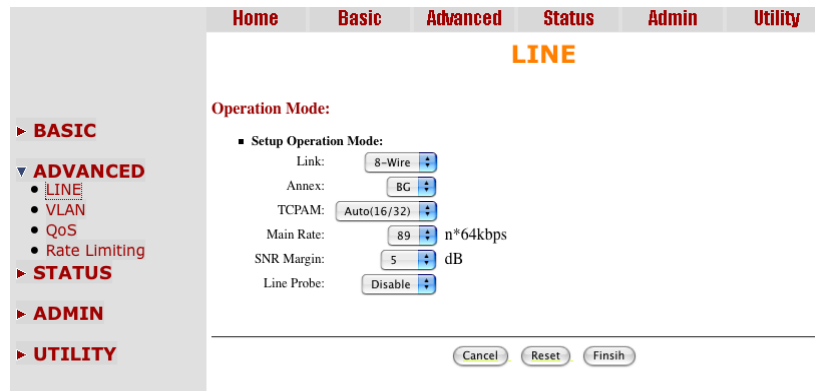 Home Basic Advanced Status Admin Utility
LINE
BASIC
ADVANCED
LINE
VLAN
QoS
Rate Limiting
STATUS
ADMIN
UTILITY
Operation Mode:
Setup Operation Mode:
Link: 8-Wire
Annex: BG
TCPAM: Auto(16/32)
Main Rate: 89 n*64kbps
SNR Margin: 5 dB
Line Probe: Disable
Cancel Reset Finsih